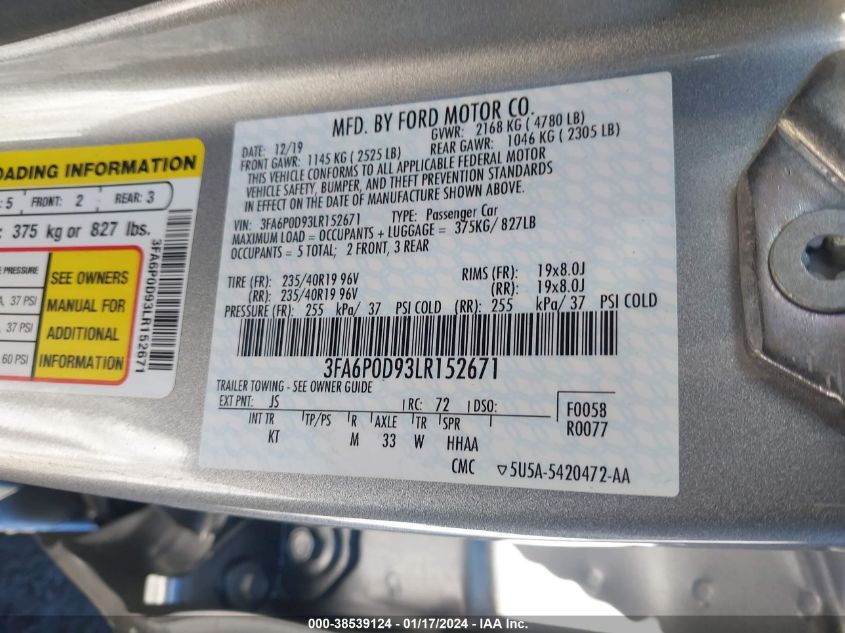 MFD. BY FORD MOTOR CO.
DATE: 12/19 GVWR: 2168 KG ( 4780 LB)
FRONT GAWR: 1145 KG ( 2525 LB) REAR GAWR: 1046 KG ( 2305 LB)
THIS VEHICLE CONFORMS TO ALL APPLICABLE FEDERAL MOTOR
VEHICLE SAFETY, BUMPER, AND THEFT PREVENTION STANDARDS
IN EFFECT ON THE DATE OF MANUFACTURE SHOWN ABOVE.
VIN: 3FA6P0D93LR152671 TYPE: Passenger Car
MAXIMUM LOAD = OCCUPANTS + LUGGAGE = 375KG/ 827LB
OCCUPANTS = 5 TOTAL; 2 FRONT, 3 REAR
TIRE (FR): 235/40R19 96V RIMS (FR): 19x8.0J
(RR): 235/40R19 96V (RR): 19x8.0J
PRESSURE (FR): 255 kPa/ 37 PSI COLD (RR): 255 kPa/ 37 PSI COLD
3FA6P0D93LR152671
TRAILER TOWING - SEE OWNER GUIDE
EXT PNT: JS RC: 72 DSO:
F0058
R0077
INT TR TP/PS R AXLE TR SPR
KT M 33 W HHAA
CMC 5U5A-5420472-AA
OADING INFORMATION
5 FRONT: 2 REAR: 3
375 kg or 827 lbs.
PRESSURE
37 PSI
37 PSI
60 PSI
SEE OWNERS
MANUAL FOR
ADDITIONAL
INFORMATION
3FA6P0D93LR152671
000-38539124 - 01/17/2024 - IAAI.com.